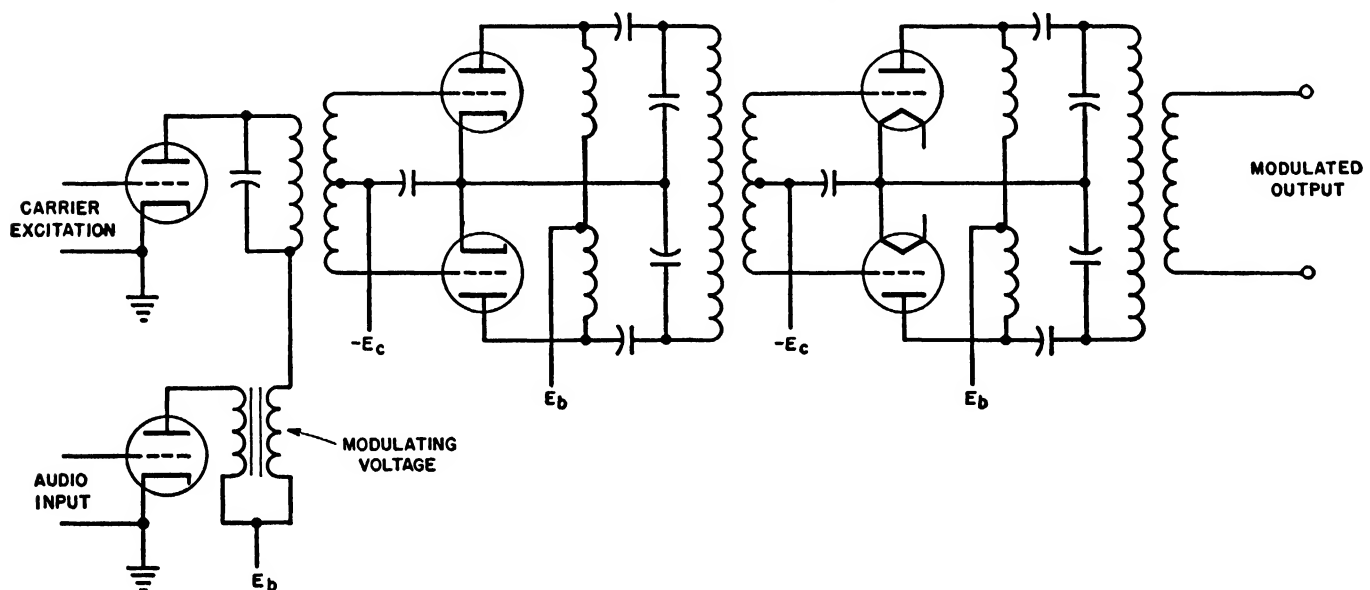 CARRIER
EXCITATION
-Ec
Eb
-Ec
Eb
MODULATED
OUTPUT
MODULATING
VOLTAGE
AUDIO
INPUT
Eb